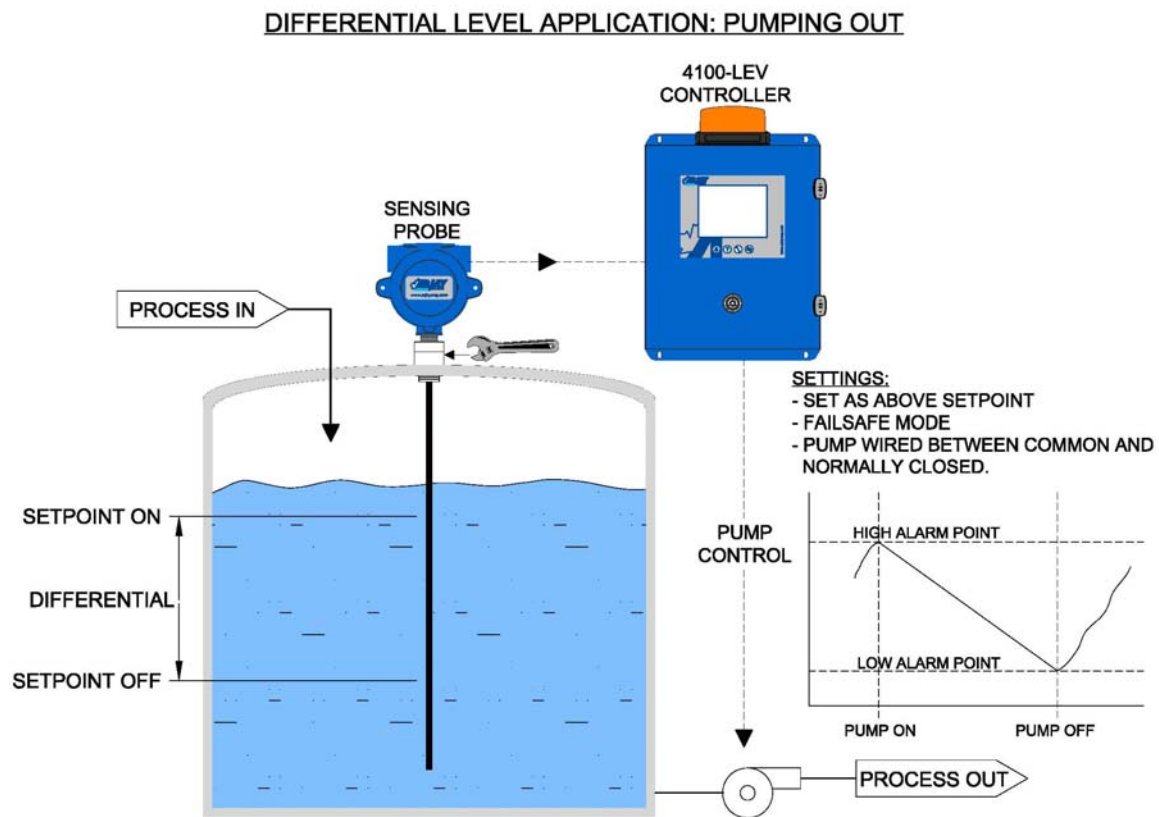 DIFFERENTIAL LEVEL APPLICATION: PUMPING OUT
4100-LEV
CONTROLLER
SENSING
PROBE
PROCESS IN
SETTINGS:
- SET AS ABOVE SETPOINT
- FAILSAFE MODE
- PUMP WIRED BETWEEN COMMON AND
NORMALLY CLOSED.
SETPOINT ON
DIFFERENTIAL
SETPOINT OFF
PUMP
CONTROL
HIGH ALARM POINT
LOW ALARM POINT
PUMP ON
PUMP OFF
PROCESS OUT